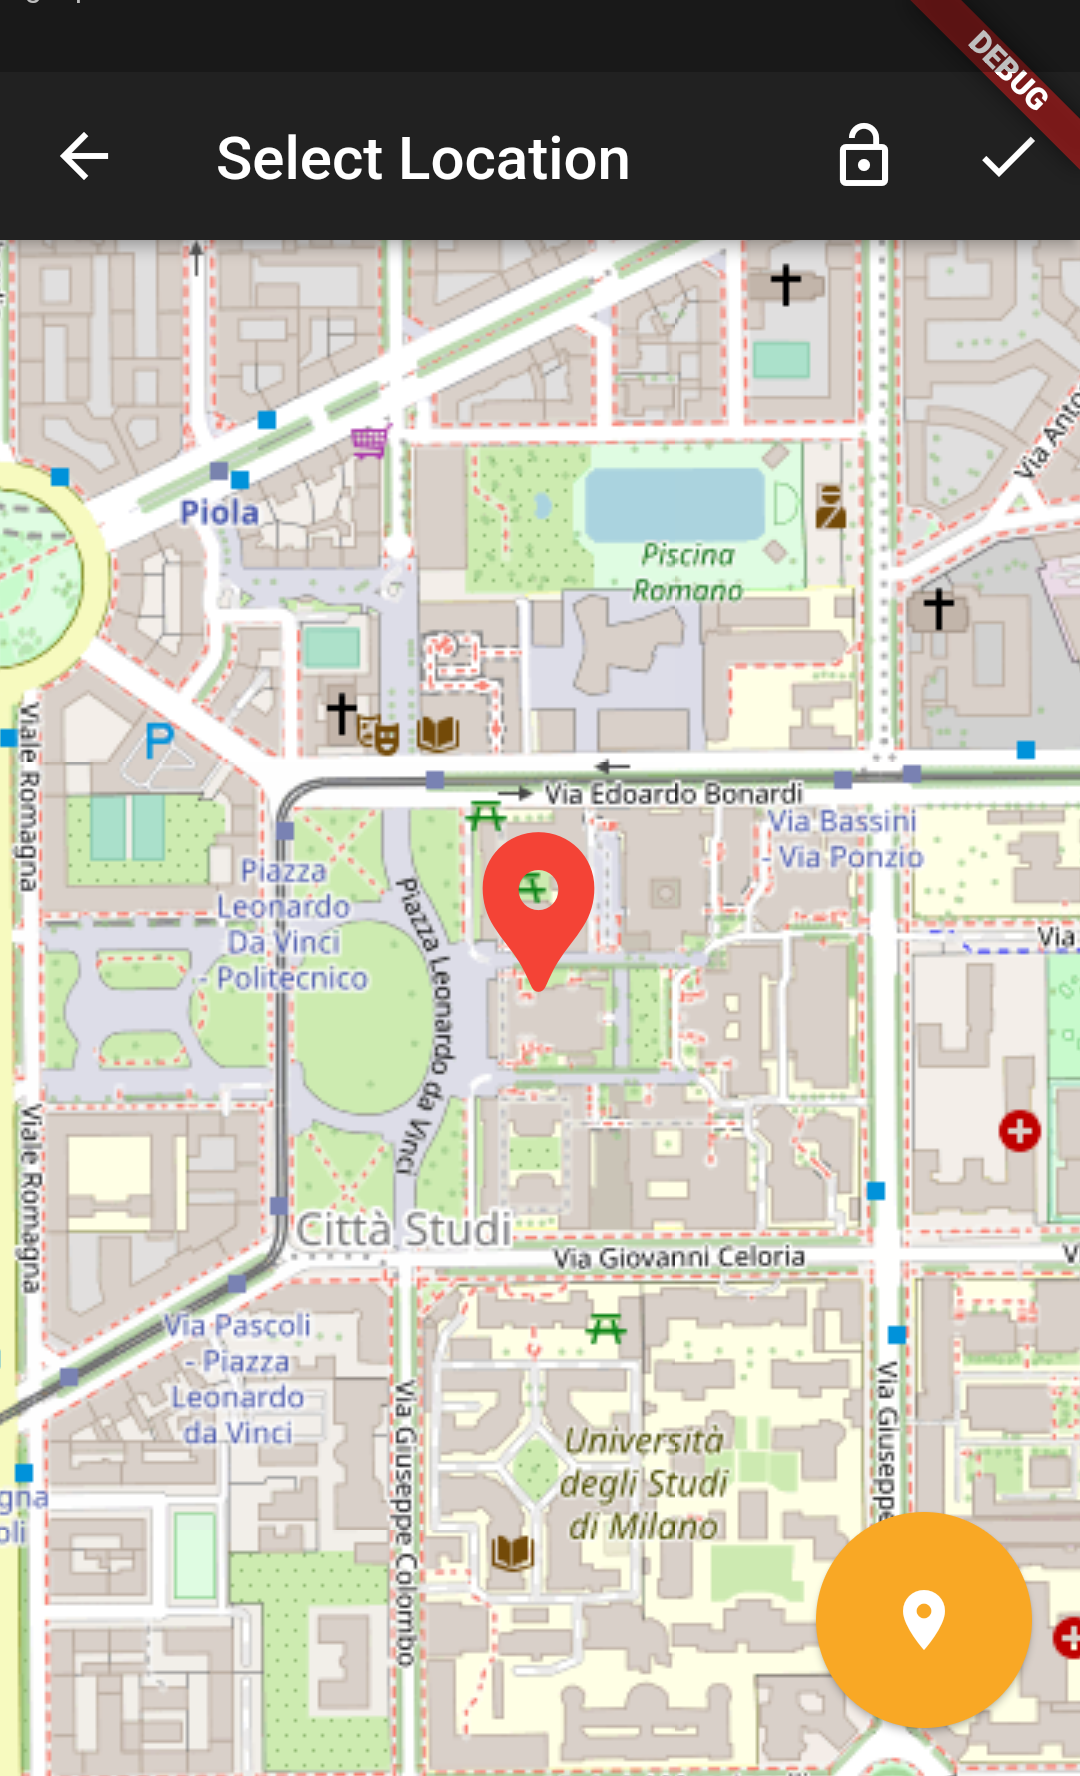 DEBUG
Select Location
Via Anto
Piola
Piscina
Romano
Viale Romagna
P
Via Edoardo Bonardi
Via Bassini
- Via Ponzio
Piazza
Leonardo
Da Vinci
- Politecnico
Piazza Leonardo da Vinci
Via
Viale Romagna
Città Studi
Via Giovanni Celoria
V
Via Pascoli
- Piazza
Leonardo
da Vinci
Via Giuseppe Colombo
Via Giuseppe
Università
degli Studi
di Milano
gna
oli